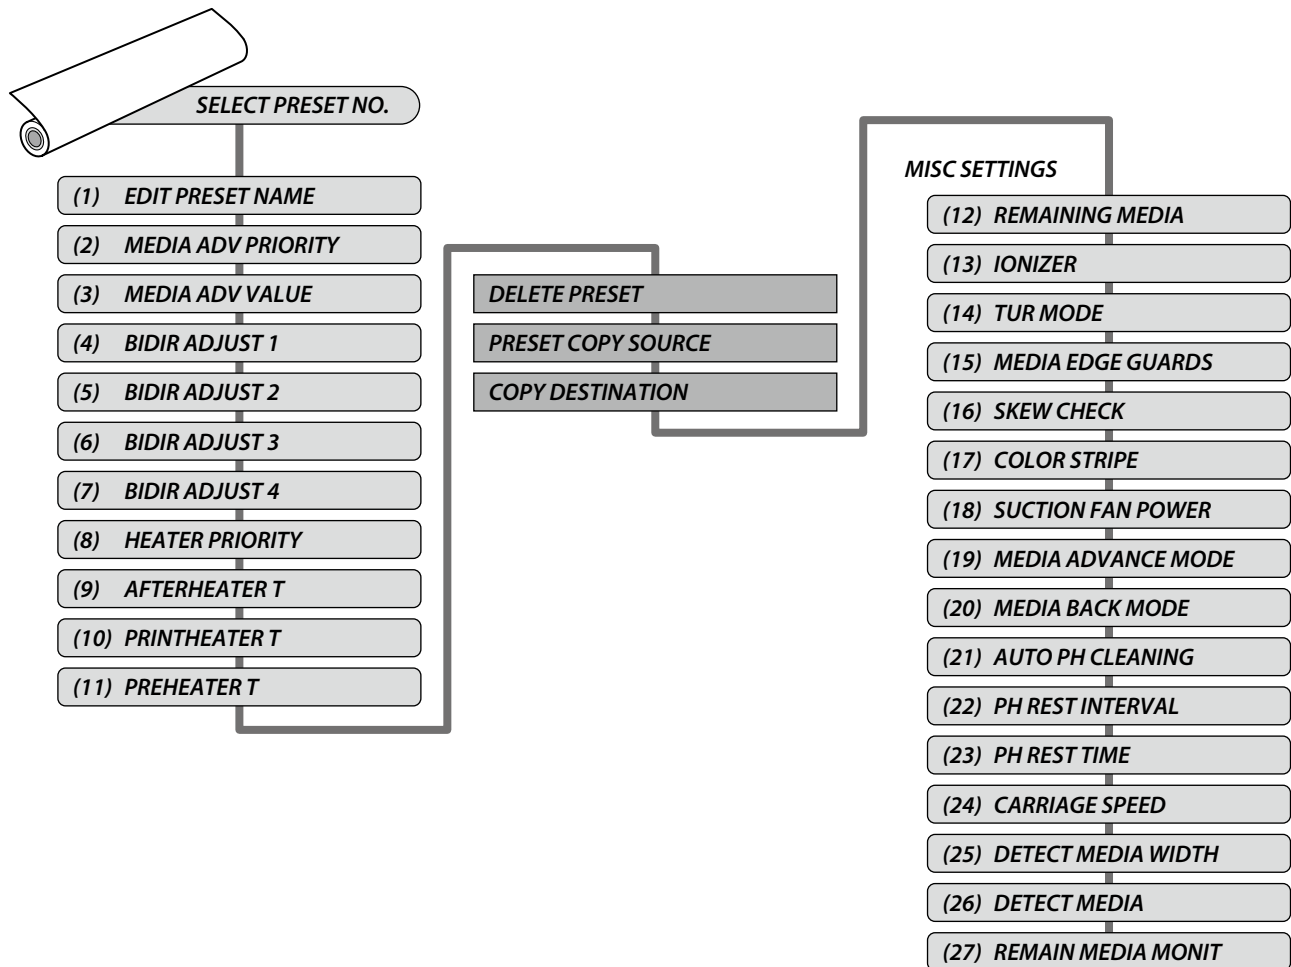 SELECT PRESET NO.
(1) EDIT PRESET NAME
(2) MEDIA ADV PRIORITY
(3) MEDIA ADV VALUE
(4) BIDIR ADJUST 1
(5) BIDIR ADJUST 2
(6) BIDIR ADJUST 3
(7) BIDIR ADJUST 4
(8) HEATER PRIORITY
(9) AFTERHEATER T
(10) PRINTHEATER T
(11) PREHEATER T
DELETE PRESET
PRESET COPY SOURCE
COPY DESTINATION
MISC SETTINGS
(12) REMAINING MEDIA
(13) IONIZER
(14) TUR MODE
(15) MEDIA EDGE GUARDS
(16) SKEW CHECK
(17) COLOR STRIPE
(18) SUCTION FAN POWER
(19) MEDIA ADVANCE MODE
(20) MEDIA BACK MODE
(21) AUTO PH CLEANING
(22) PH REST INTERVAL
(23) PH REST TIME
(24) CARRIAGE SPEED
(25) DETECT MEDIA WIDTH
(26) DETECT MEDIA
(27) REMAIN MEDIA MONIT